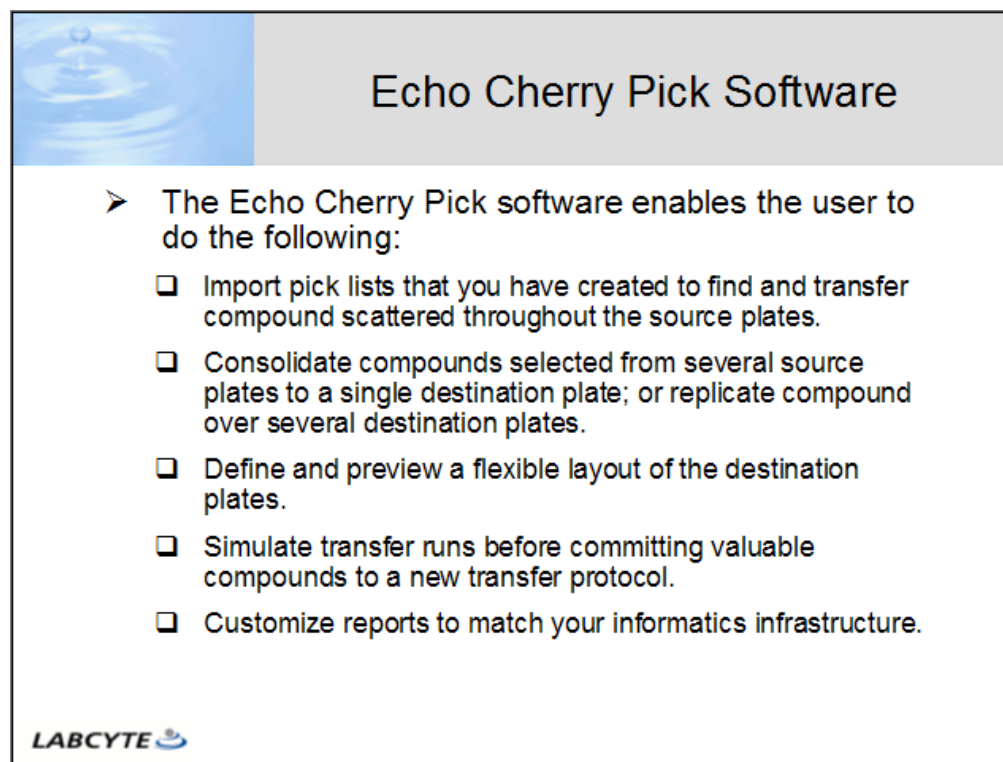 Echo Cherry Pick Software
➢ The Echo Cherry Pick software enables the user to
do the following:
❑ Import pick lists that you have created to find and transfer
compound scattered throughout the source plates.
❑ Consolidate compounds selected from several source
plates to a single destination plate; or replicate compound
over several destination plates.
❑ Define and preview a flexible layout of the destination
plates.
❑ Simulate transfer runs before committing valuable
compounds to a new transfer protocol.
❑ Customize reports to match your informatics infrastructure.
LABCYTE